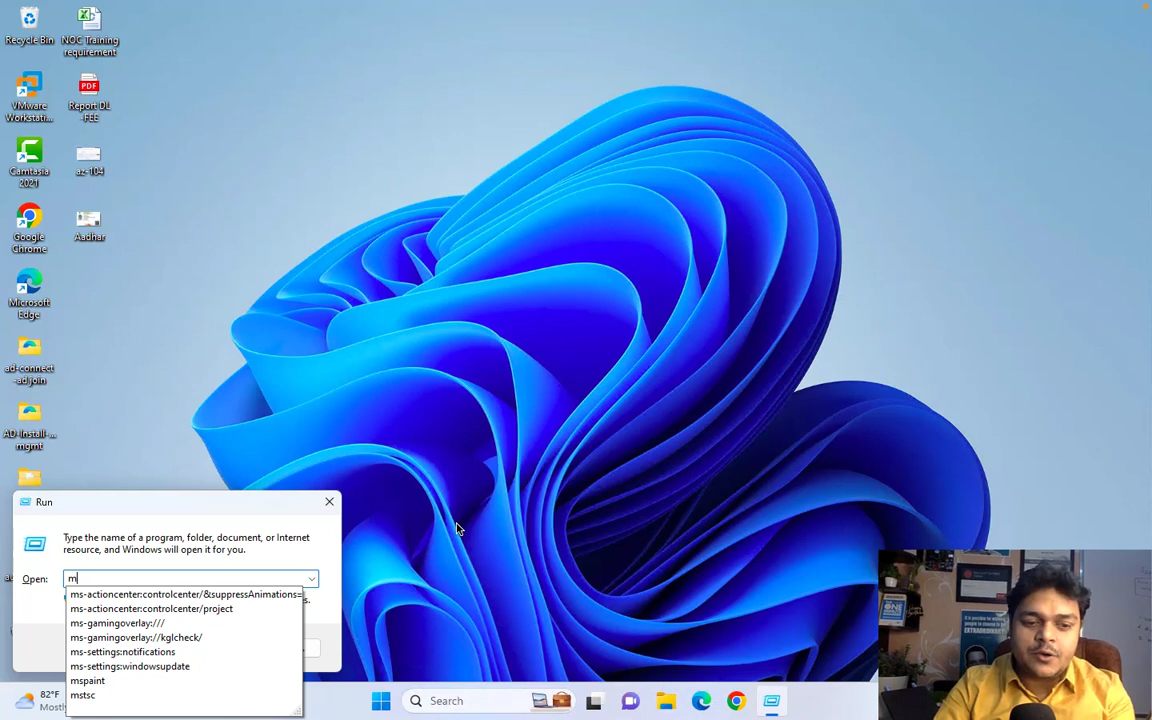 Recycle Bin
NOC Training
requirement
VMware
Workstati...
Report DL
-FEE
Camtasia
2021
az-104
Google
Chrome
Aadhar
Microsoft
Edge
ad-connect
-ad join
AD-Install-...
mgmt
Run
Type the name of a program, folder, document, or Internet
resource, and Windows will open it for you.
Open:
m
ms-actioncenter:controlcenter/&suppressAnimations=
ms-actioncenter:controlcenter/project
ms-gamingoverlay:///
ms-gamingoverlay://kglcheck/
ms-settings:notifications
ms-settings:windowsupdate
mspaint
mstsc
82°F
Search